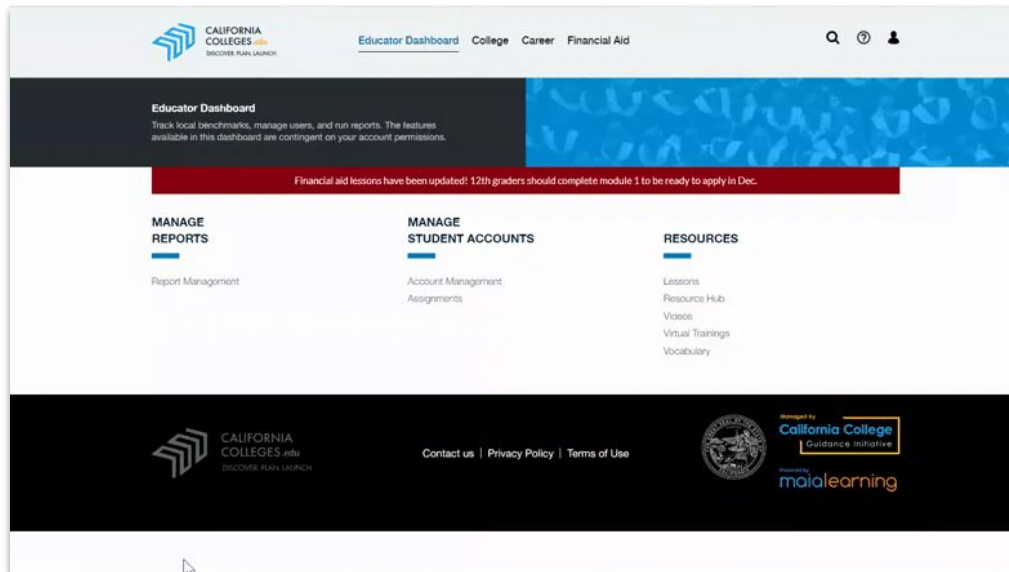 CALIFORNIA
COLLEGES.edu
DISCOVER. PLAN. LAUNCH.
Educator Dashboard College Career Financial Aid
Educator Dashboard
Track local benchmarks, manage users, and run reports. The features
available in this dashboard are contingent on your account permissions.
Financial aid lessons have been updated! 12th graders should complete module 1 to be ready to apply in Dec.
MANAGE
REPORTS
Report Management
MANAGE
STUDENT ACCOUNTS
Account Management
Assignments
RESOURCES
Lessons
Resource Hub
Videos
Virtual Trainings
Vocabulary
CALIFORNIA
COLLEGES.edu
DISCOVER PLAN LAUNCH
Contact us | Privacy Policy | Terms of Use
Managed by
California College
Guidance Initiative
Powered by
maialearning